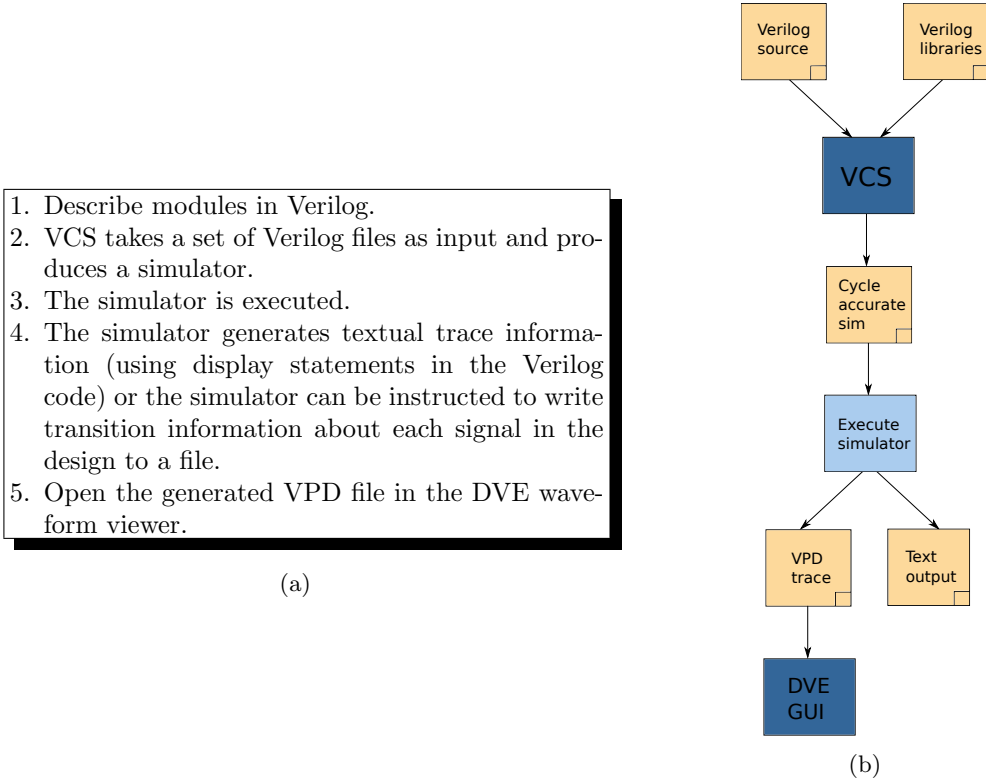 1. Describe modules in Verilog.
2. VCS takes a set of Verilog files as input and pro-
duces a simulator.
3. The simulator is executed.
4. The simulator generates textual trace informa-
tion (using display statements in the Verilog
code) or the simulator can be instructed to write
transition information about each signal in the
design to a file.
5. Open the generated VPD file in the DVE wave-
form viewer.
(a)
Verilog
source
Verilog
libraries
VCS
Cycle
accurate
sim
Execute
simulator
VPD
trace
Text
output
DVE
GUI
(b)